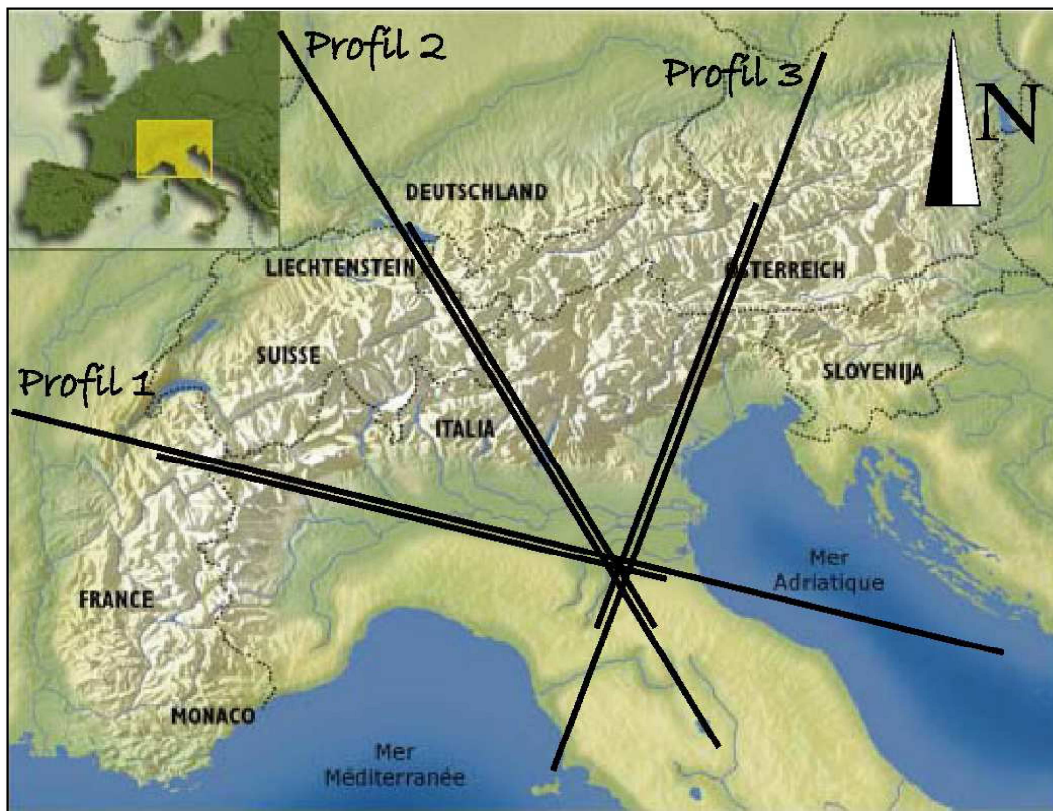 Profil 2
Profil 3
N
DEUTSCHLAND
LIECHTENSTEIN
ÖSTERREICH
SUISSE
SLOVENIJA
Profil 1
ITALIA
Mer
Adriatique
FRANCE
MONACO
Mer
Méditerranée